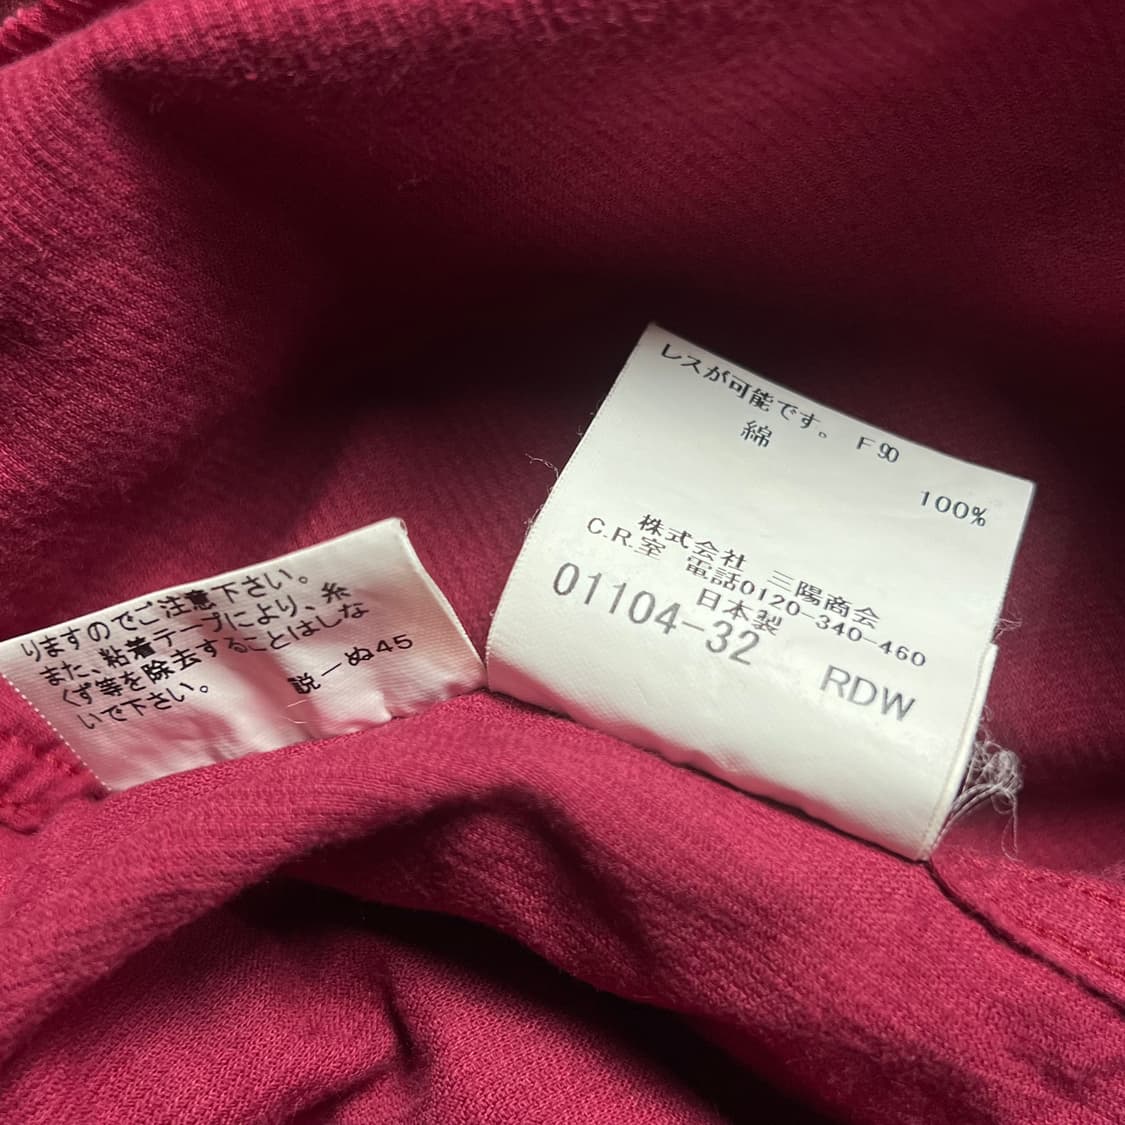 りますのでご注意下さい。
また、粘着テープにより、糸
くず等を除去することはしな
いで下さい。
説－ぬ45
レスが可能です。 F90
綿
100%
株式会社 三陽商会
C.R.室 電話0120-340-460
日本製
01104-32 RDW